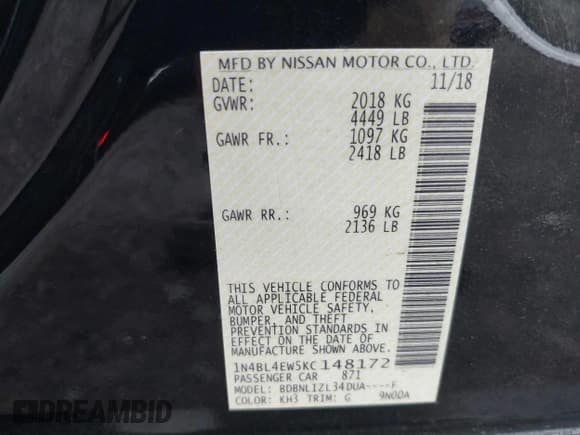 MFD BY NISSAN MOTOR CO., LTD.
DATE: 11/18
GVWR: 2018 KG
4449 LB
GAWR FR.: 1097 KG
2418 LB
GAWR RR.: 969 KG
2136 LB
THIS VEHICLE CONFORMS TO
ALL APPLICABLE FEDERAL
MOTOR VEHICLE SAFETY,
BUMPER, AND THEFT
PREVENTION STANDARDS IN
EFFECT ON THE DATE OF
MANUFACTURE SHOWN ABOVE
1N4BL4EW5KC148172
PASSENGER CAR 871
MODEL: BDBNLIZL34DUA----F
COLOR: KH3 TRIM: G 9N0DA
DREAMBID